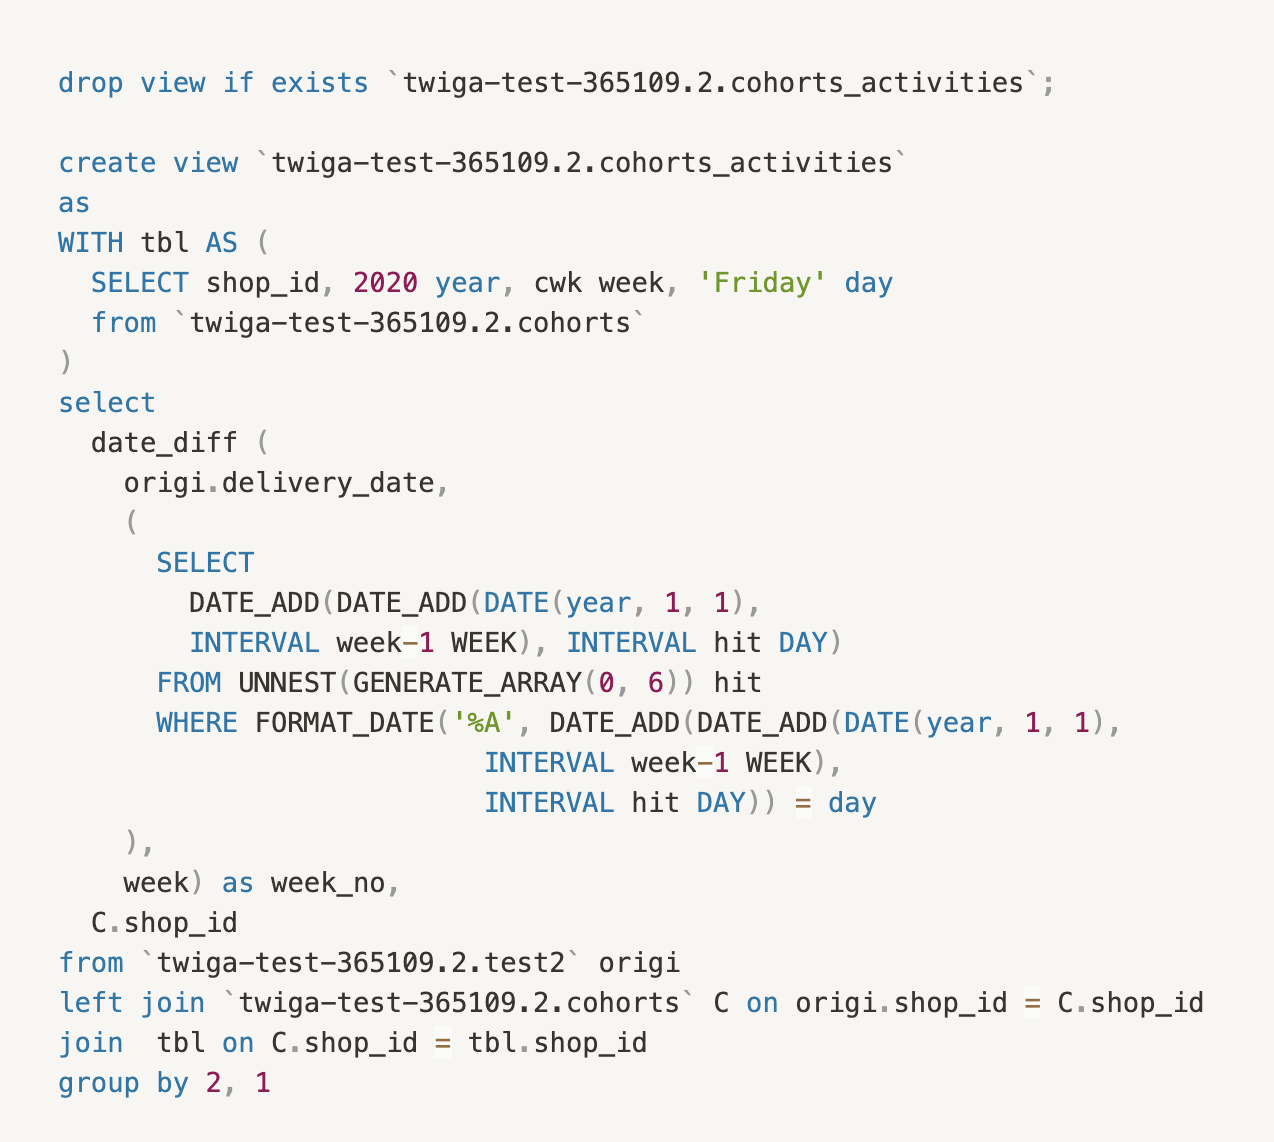 drop view if exists `twiga-test-365109.2.cohorts_activities`;
create view `twiga-test-365109.2.cohorts_activities`
as
WITH tbl AS (
  SELECT shop_id, 2020 year, cwk week, 'Friday' day
  from `twiga-test-365109.2.cohorts`
)
select
  date_diff (
    origi.delivery_date,
    (
      SELECT
        DATE_ADD(DATE_ADD(DATE(year, 1, 1),
        INTERVAL week-1 WEEK), INTERVAL hit DAY)
      FROM UNNEST(GENERATE_ARRAY(0, 6)) hit
      WHERE FORMAT_DATE('%A', DATE_ADD(DATE_ADD(DATE(year, 1, 1),
                          INTERVAL week-1 WEEK),
                          INTERVAL hit DAY)) = day
    ),
    week) as week_no,
  C.shop_id
from `twiga-test-365109.2.test2` origi
left join `twiga-test-365109.2.cohorts` C on origi.shop_id = C.shop_id
join  tbl on C.shop_id = tbl.shop_id
group by 2, 1